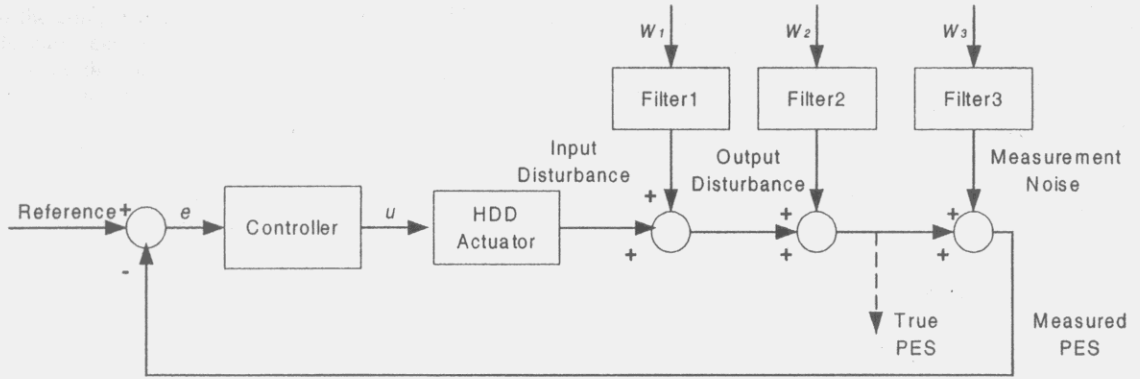 W1 W2 W3
Filter1 Filter2 Filter3
Input
Disturbance
Output
Disturbance
Measurement
Noise
Reference + e Controller u HDD
Actuator
+ + + + + +
-
True
PES
Measured
PES